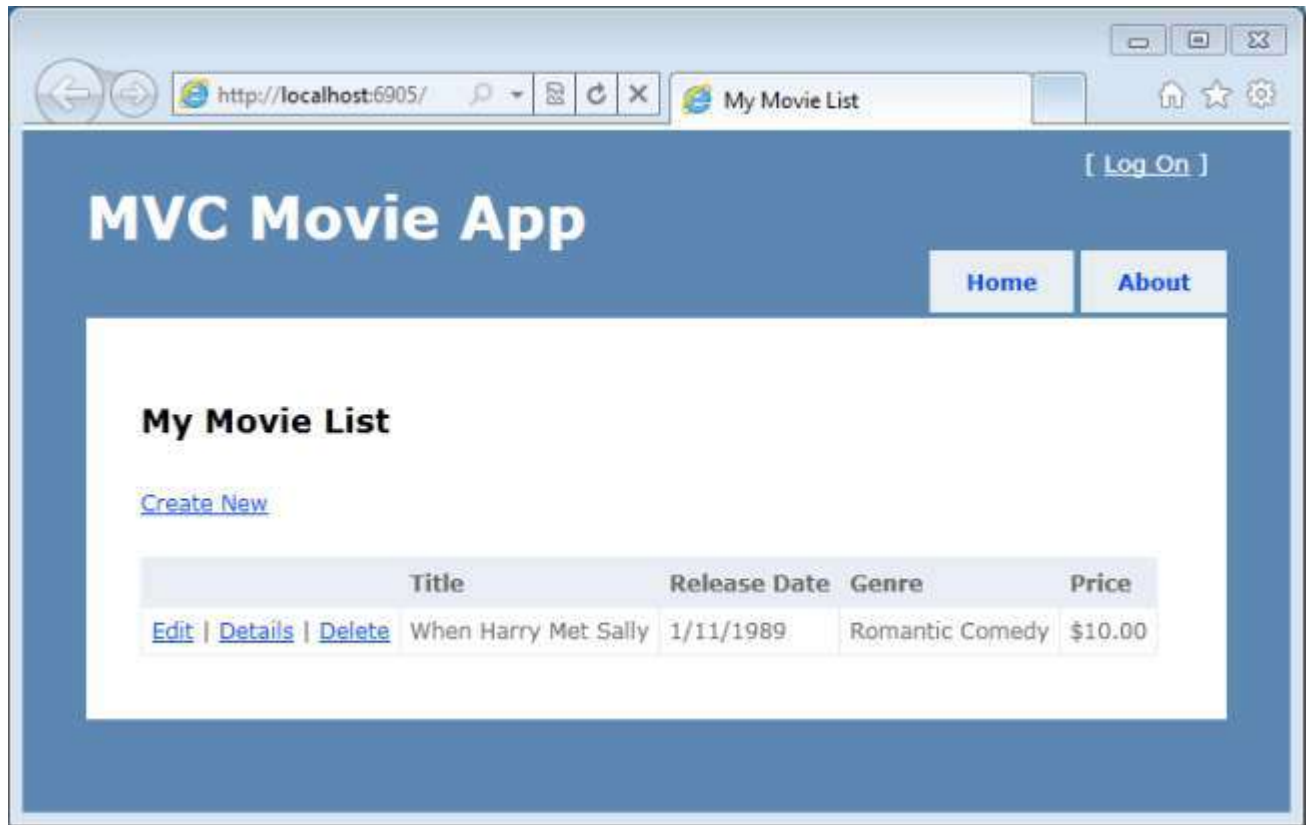 http://localhost:6905/
My Movie List
[ Log On ]
MVC Movie App
Home About
My Movie List
Create New
Title Release Date Genre Price
Edit | Details | Delete When Harry Met Sally 1/11/1989 Romantic Comedy $10.00